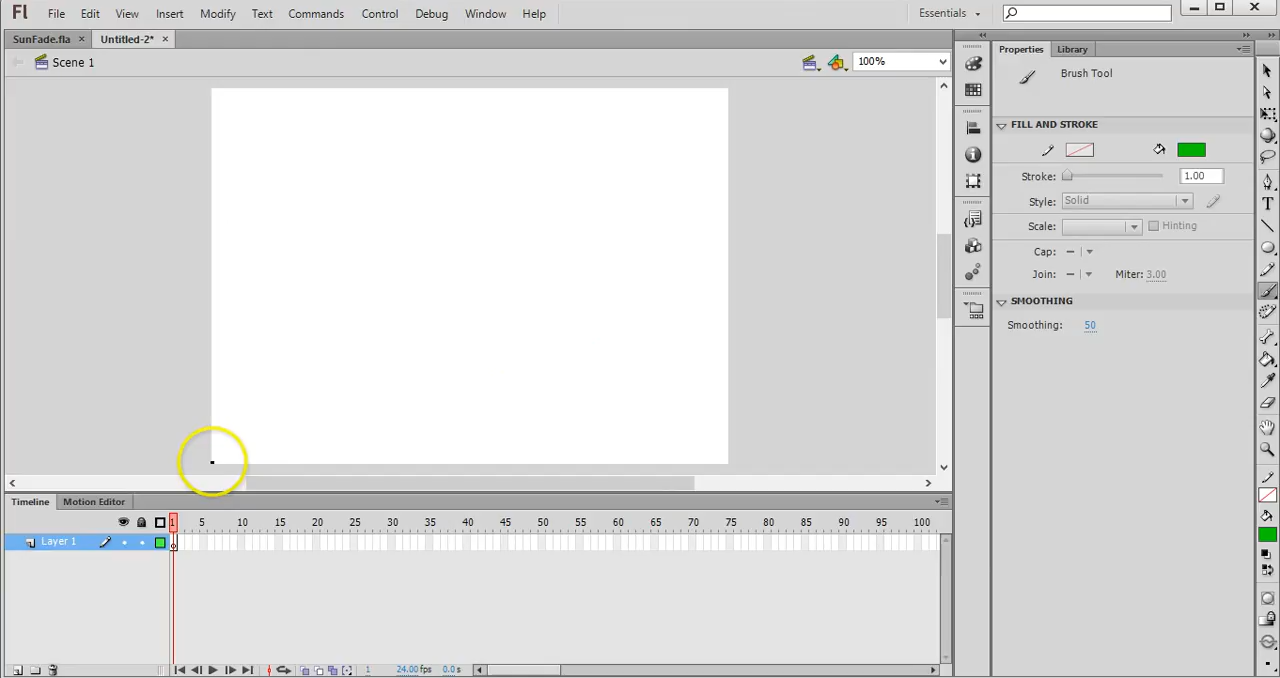 Fl File Edit View Insert Modify Text Commands Control Debug Window Help Essentials
SunFade.fla × Untitled-2* ×
Scene 1 100%
Properties Library
Brush Tool
FILL AND STROKE
Stroke: 1.00
Style: Solid
Scale: Hinting
Cap:
Join: Miter: 3.00
SMOOTHING
Smoothing: 50
Timeline Motion Editor
1 5 10 15 20 25 30 35 40 45 50 55 60 65 70 75 80 85 90 95 100
Layer 1
1 24.00 fps 0.0 s